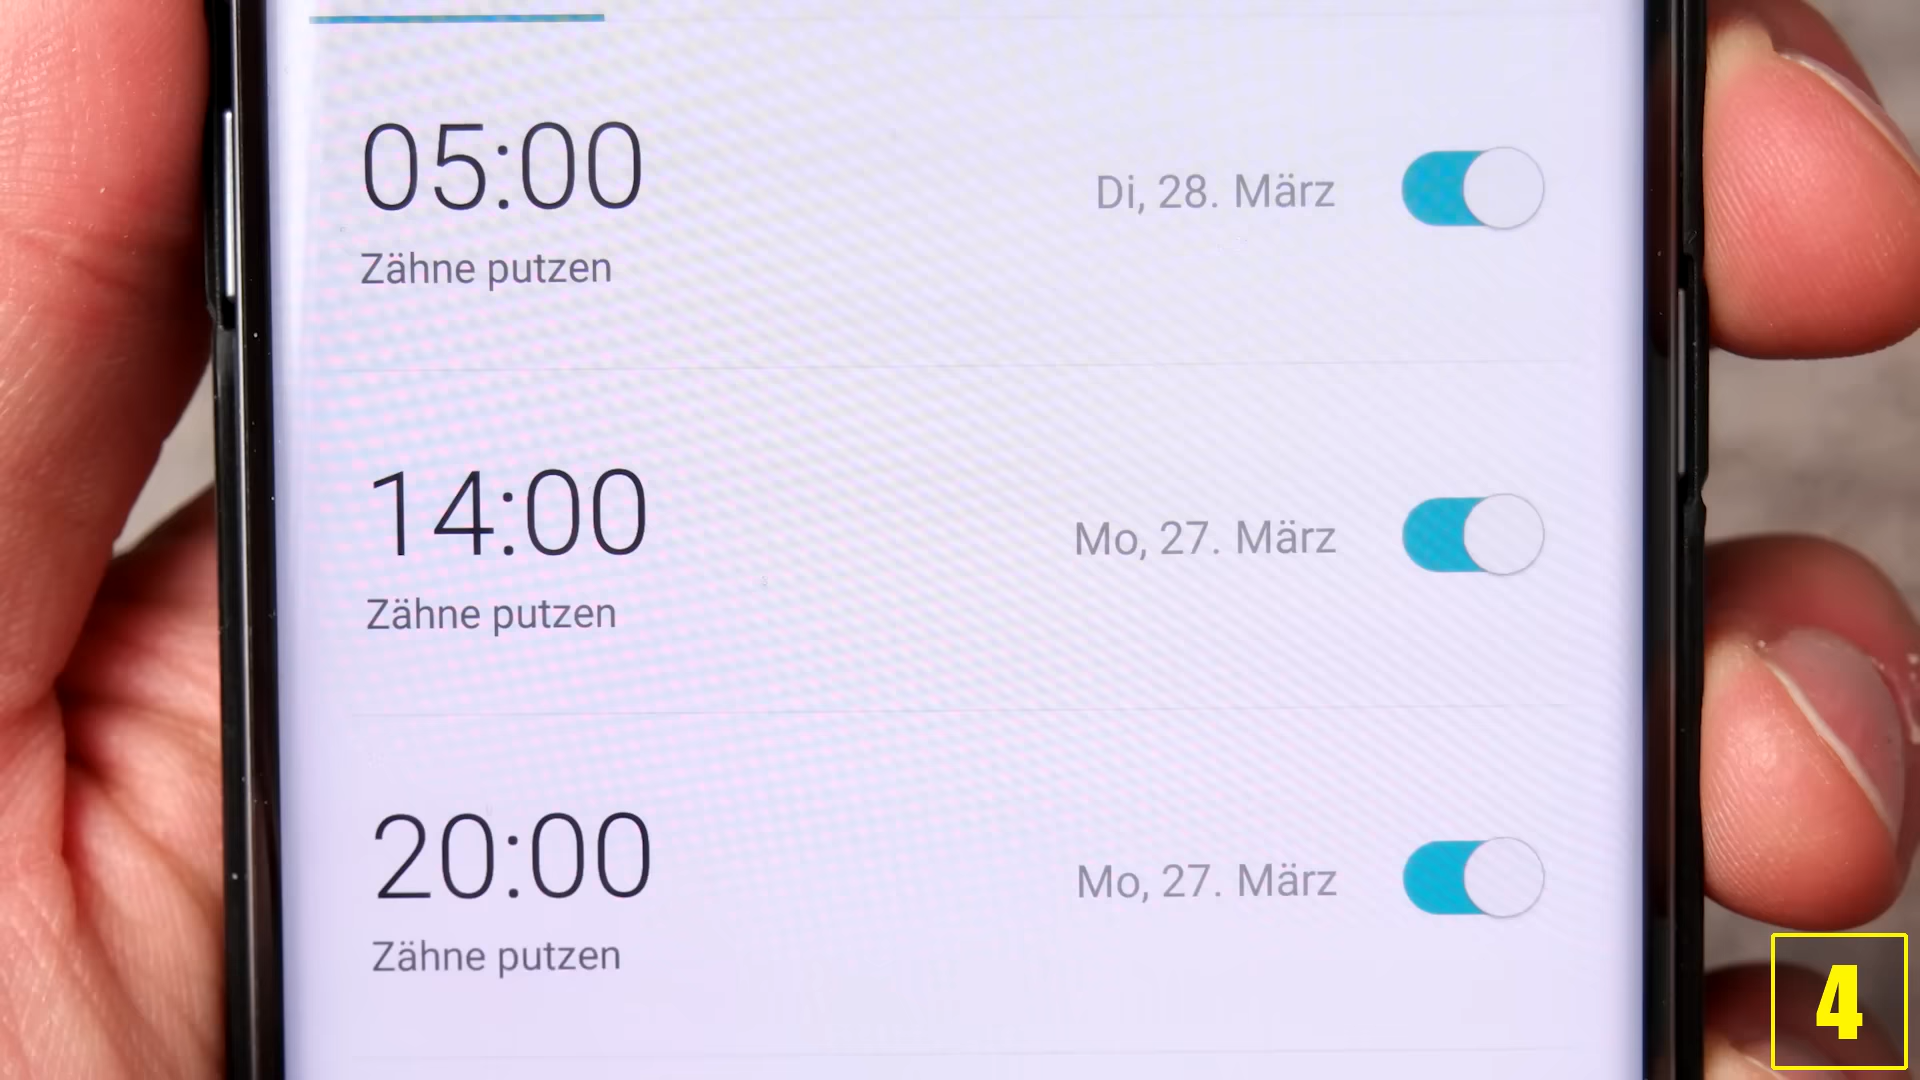 05:00
Di, 28. März
Zähne putzen
14:00
Mo, 27. März
Zähne putzen
20:00
Mo, 27. März
Zähne putzen
4